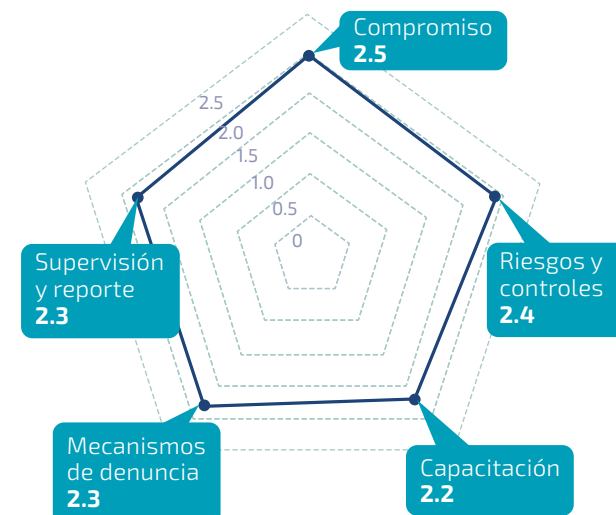 Compromiso
2.5
2.5
2.0
1.5
1.0
0.5
0
Supervisión
y reporte
2.3
Riesgos y
controles
2.4
Mecanismos
de denuncia
2.3
Capacitación
2.2